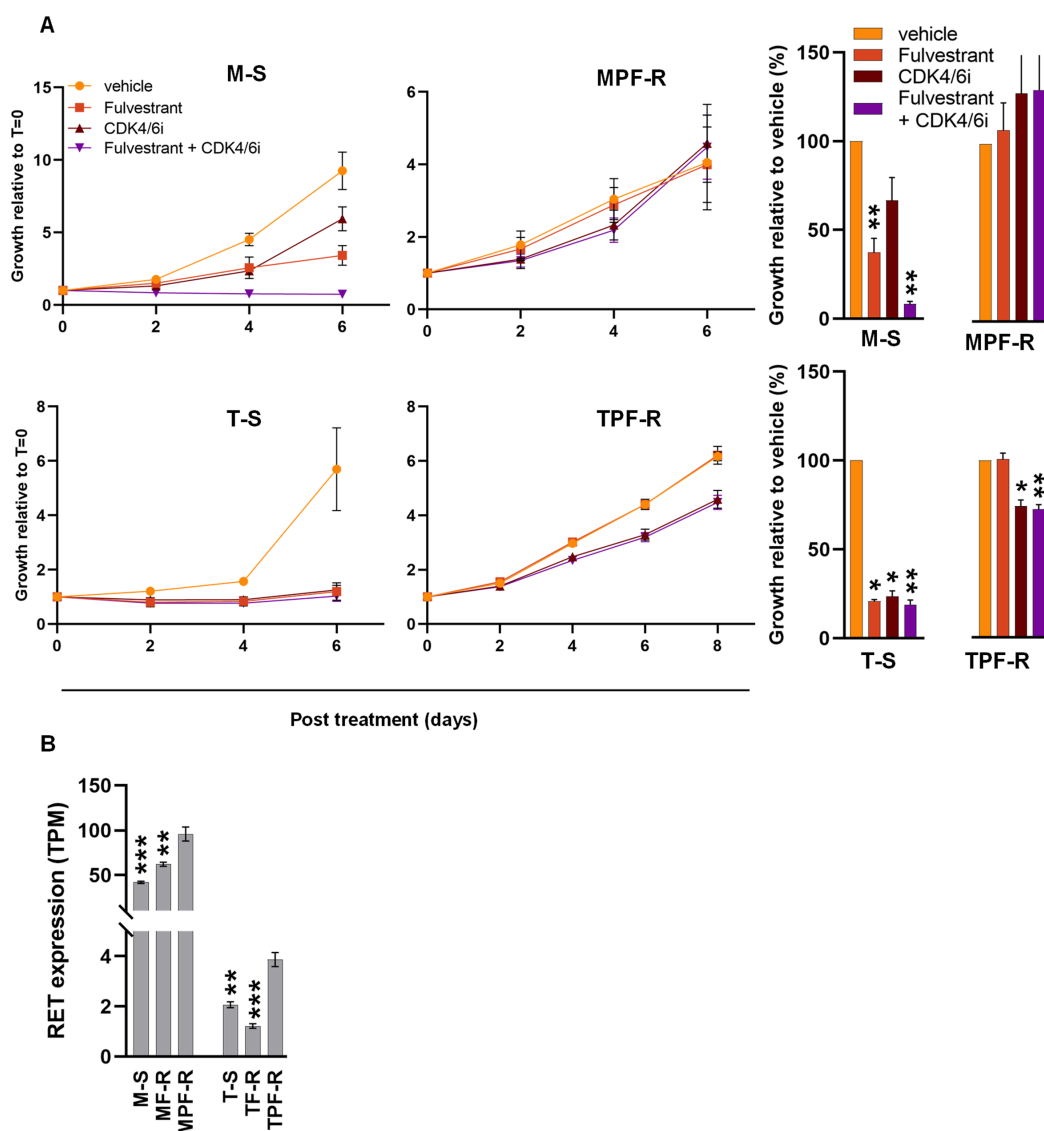 A
M-S
vehicle
Fulvestrant
CDK4/6i
Fulvestrant + CDK4/6i
Growth relative to T=0
15
10
5
0
0 2 4 6
MPF-R
6
4
2
0
0 2 4 6
vehicle
Fulvestrant
CDK4/6i
Fulvestrant
+ CDK4/6i
Growth relative to vehicle (%)
150
100
50
0
** **
M-S MPF-R
T-S
Growth relative to T=0
8
6
4
2
0
0 2 4 6
TPF-R
8
6
4
2
0
0 2 4 6 8
Growth relative to vehicle (%)
150
100
50
0
* * ** * **
T-S TPF-R
Post treatment (days)
B
RET expression (TPM)
150
100
50
4
2
0
*** ** ** ***
M-S
MF-R
MPF-R
T-S
TF-R
TPF-R